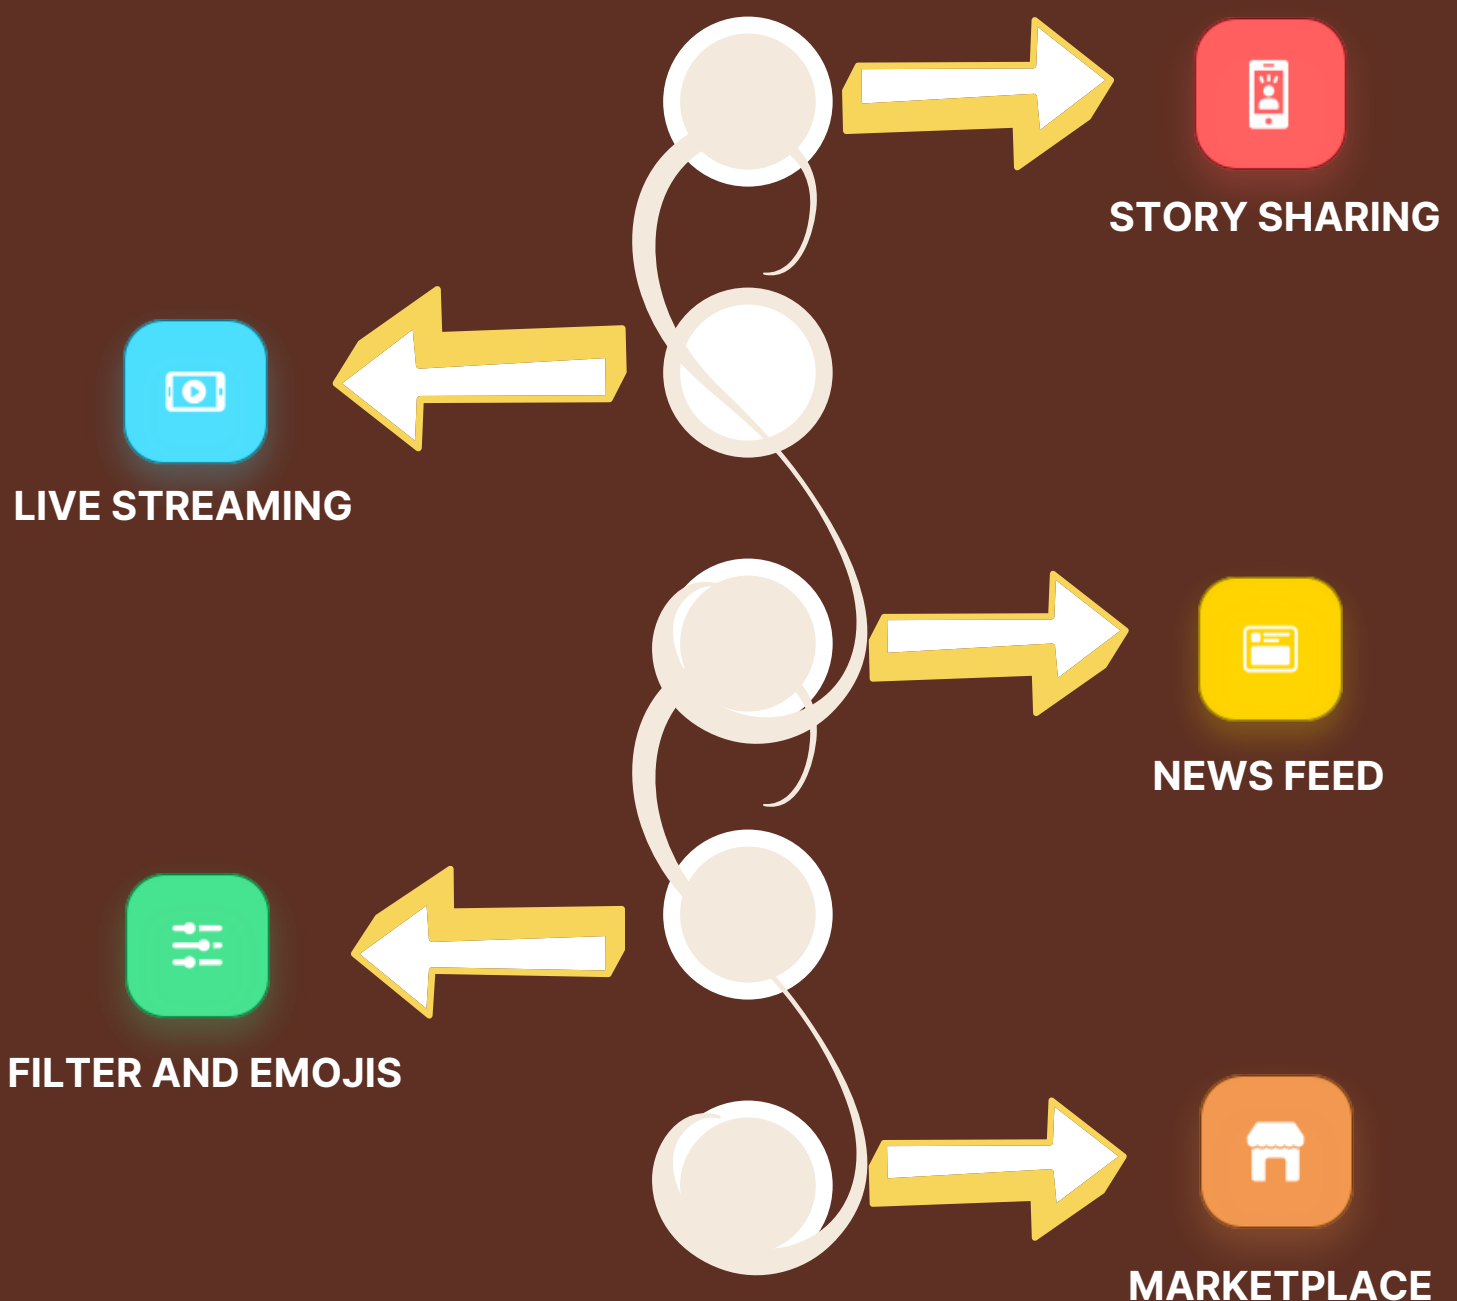 STORY SHARING
LIVE STREAMING
NEWS FEED
FILTER AND EMOJIS
MARKETPLACE